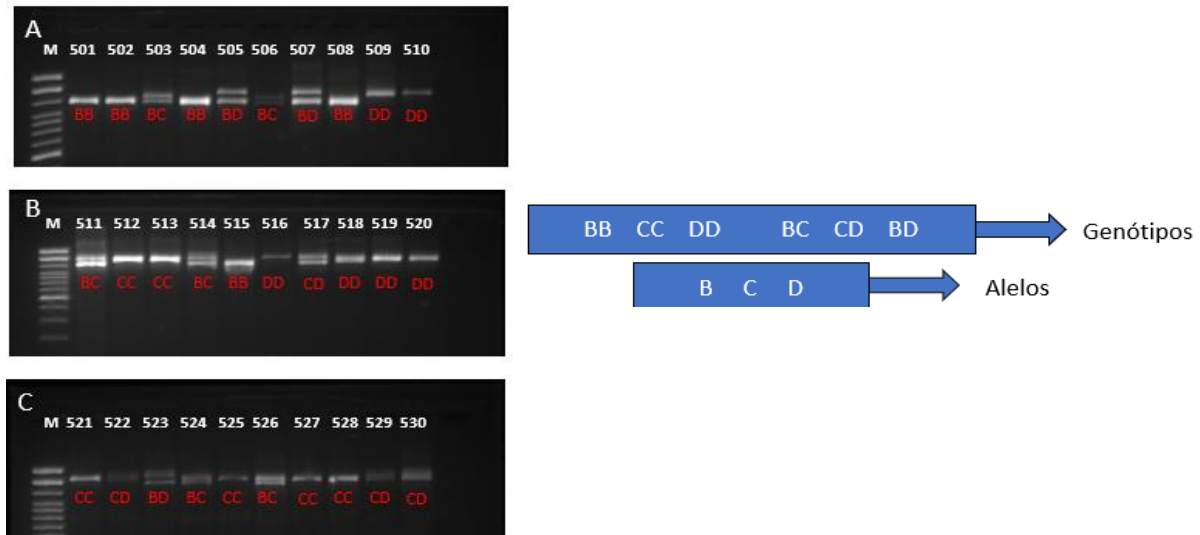 A
M 501 502 503 504 505 506 507 508 509 510
BB BB BC BB BD BC BD BB DD DD
B
M 511 512 513 514 515 516 517 518 519 520
BC CC CC BC BB DD CD DD DD DD
BB CC DD BC CD BD
Genótipos
B C D
Alelos
C
M 521 522 523 524 525 526 527 528 529 530
CC CD BD BC CC BC CC CC CD CD